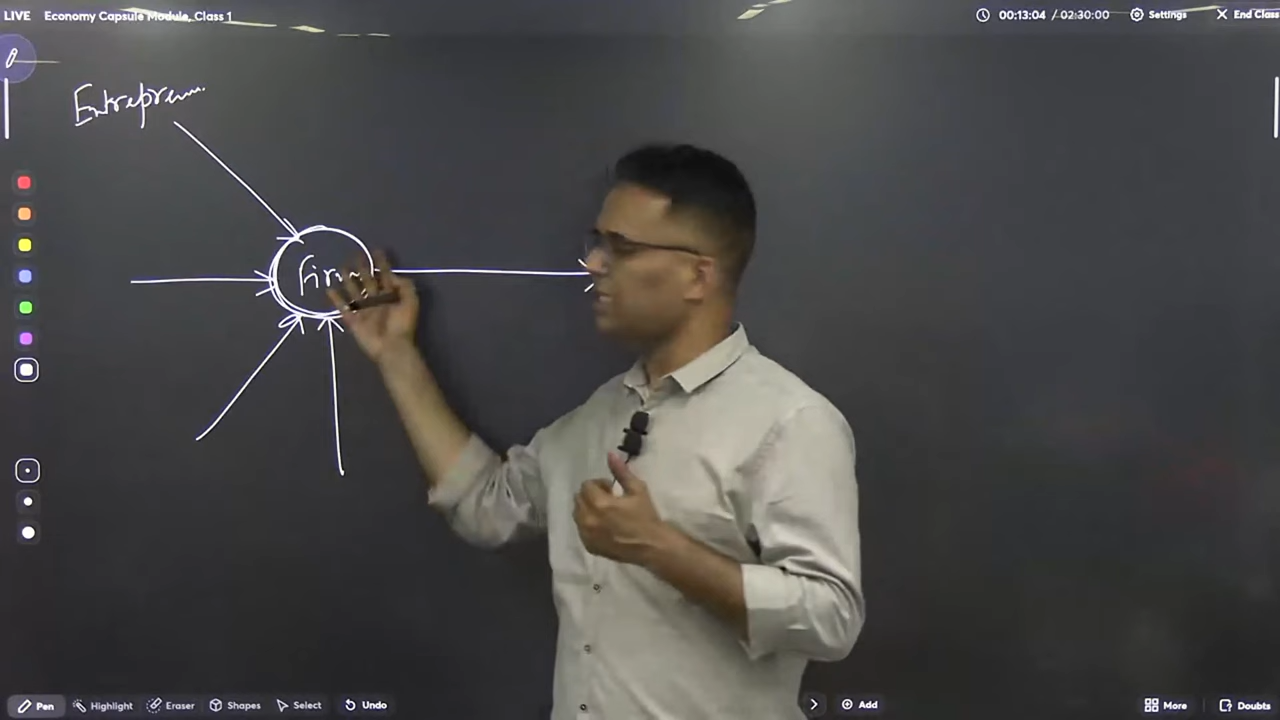 LIVE Economy Capsule Module, Class 1
00:13:04 / 02:30:00 Settings End Class
Firm
Pen Highlight Eraser Shapes Select Undo
Add
More Doubts